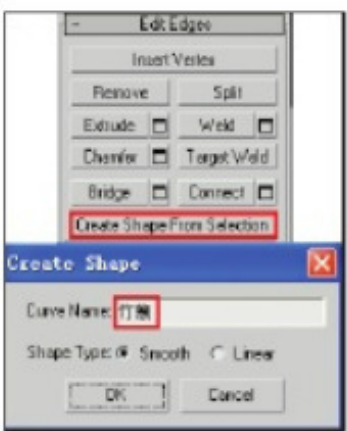 - Edit Edges
Insert Vertex
Remove Split
Extrude Weld
Chamfer Target Weld
Bridge Connect
Create Shape From Selection
Create Shape
Curve Name: 竹
Shape Type: Smooth Linear
OK Cancel